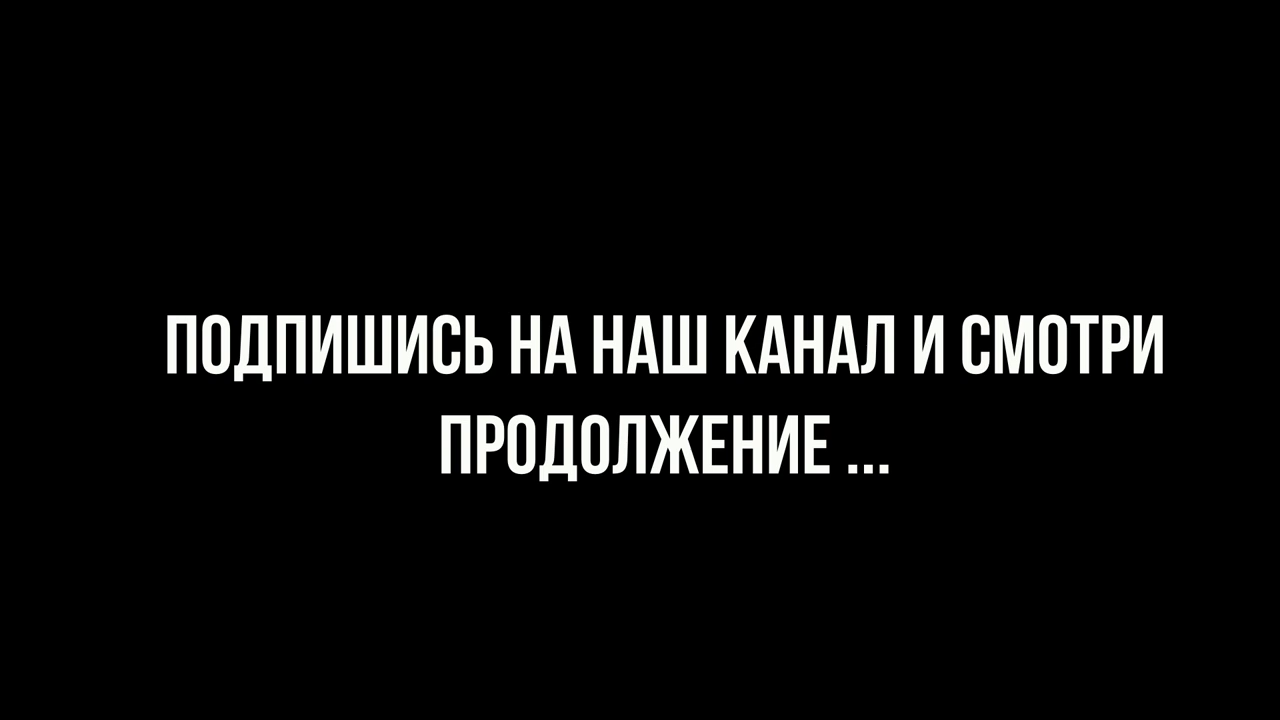 ПОДПИШИСЬ НА НАШ КАНАЛ И СМОТРИ
ПРОДОЛЖЕНИЕ ...